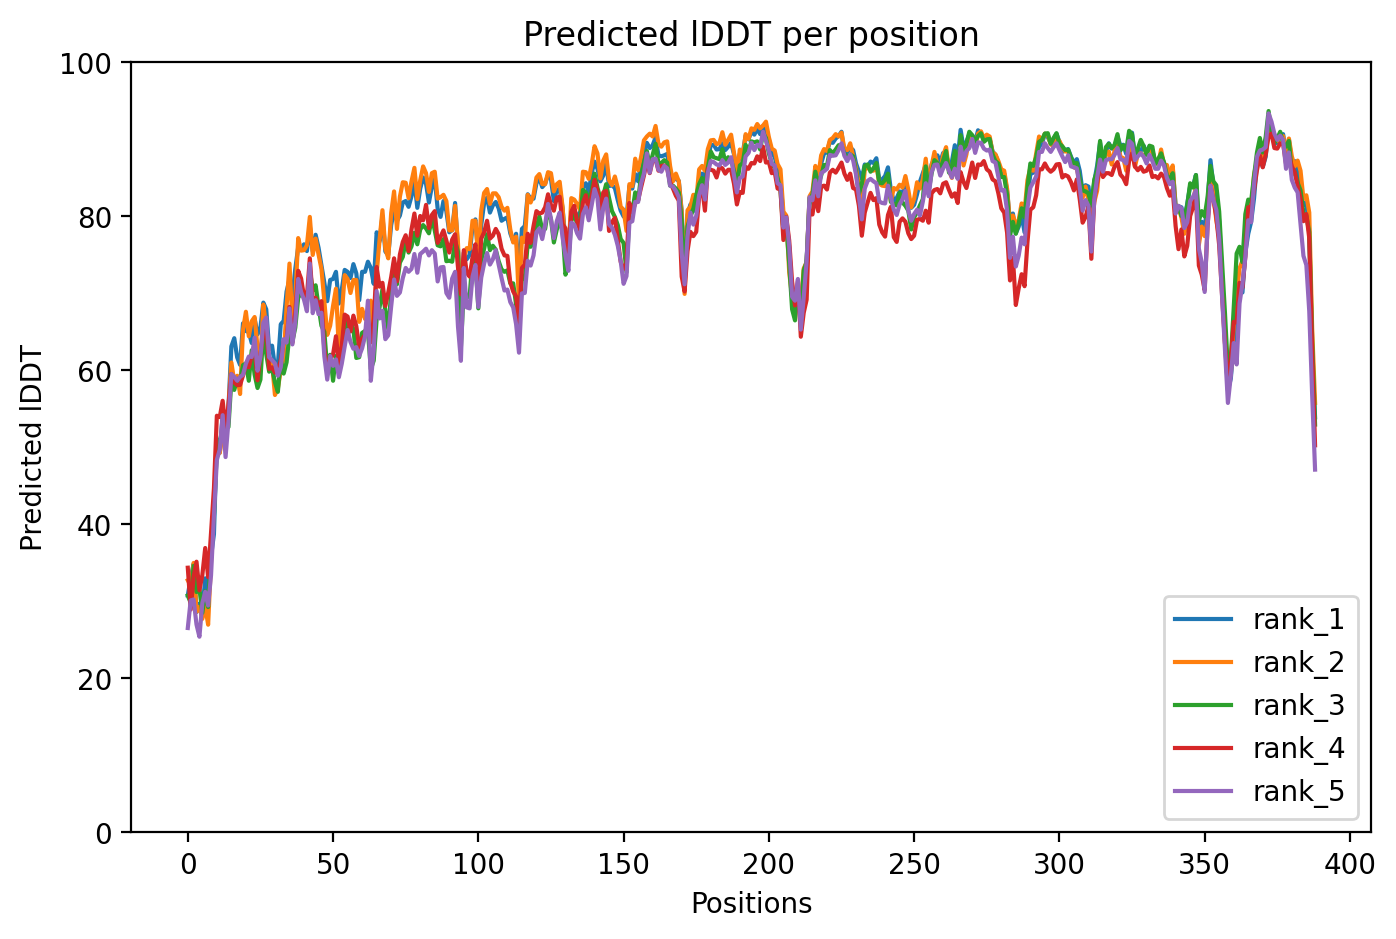 Predicted lDDT per position
100
80
60
40
20
0
Predicted lDDT
0 50 100 150 200 250 300 350 400
Positions
rank_1
rank_2
rank_3
rank_4
rank_5